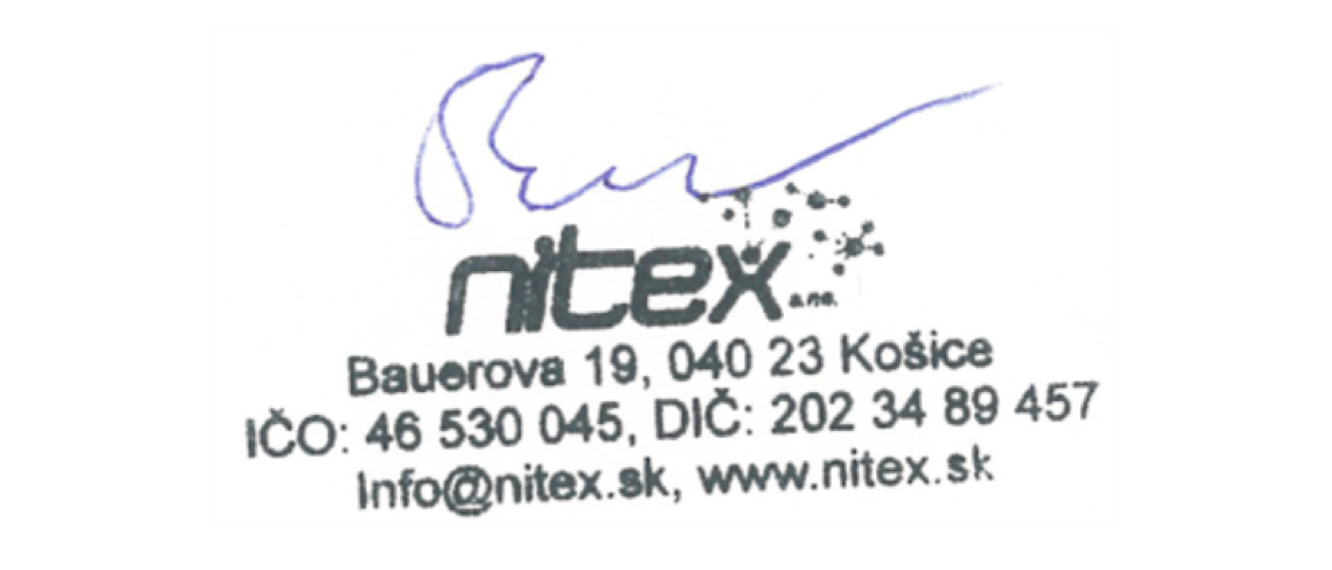 nitex s.r.o.
Bauerova 19, 040 23 Košice
IČO: 46 530 045, DIČ: 202 34 89 457
Info@nitex.sk, www.nitex.sk